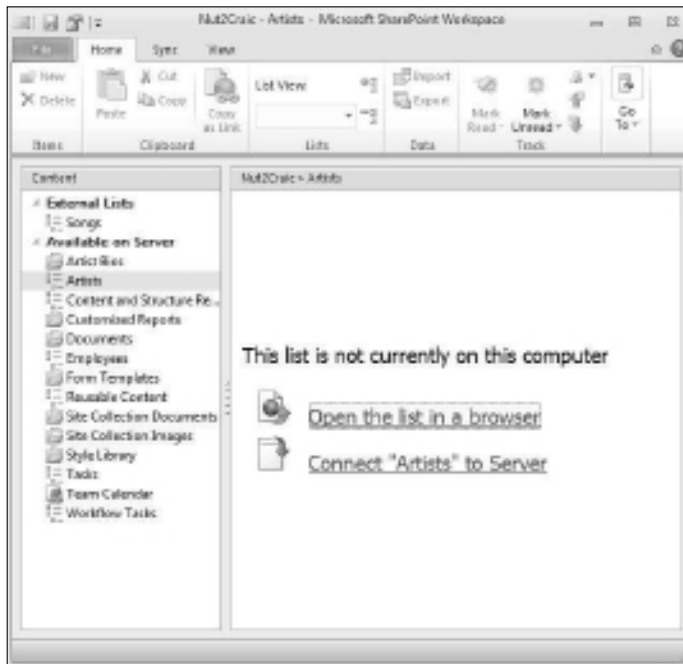 Nut2Craic - Artists - Microsoft SharePoint Workspace
File Home Sync View
New
Delete
Items
Paste
Cut
Copy
Copy as Link
Clipboard
List View
Lists
Import
Export
Data
Mark Read
Mark Unread
Track
Go To
Content
External Lists
Songs
Available on Server
Artist Bios
Artists
Content and Structure Re...
Customized Reports
Documents
Employees
Form Templates
Reusable Content
Site Collection Documents
Site Collection Images
Style Library
Tasks
Team Calendar
Workflow Tasks
Nut2Craic > Artists
This list is not currently on this computer
Open the list in a browser
Connect "Artists" to Server